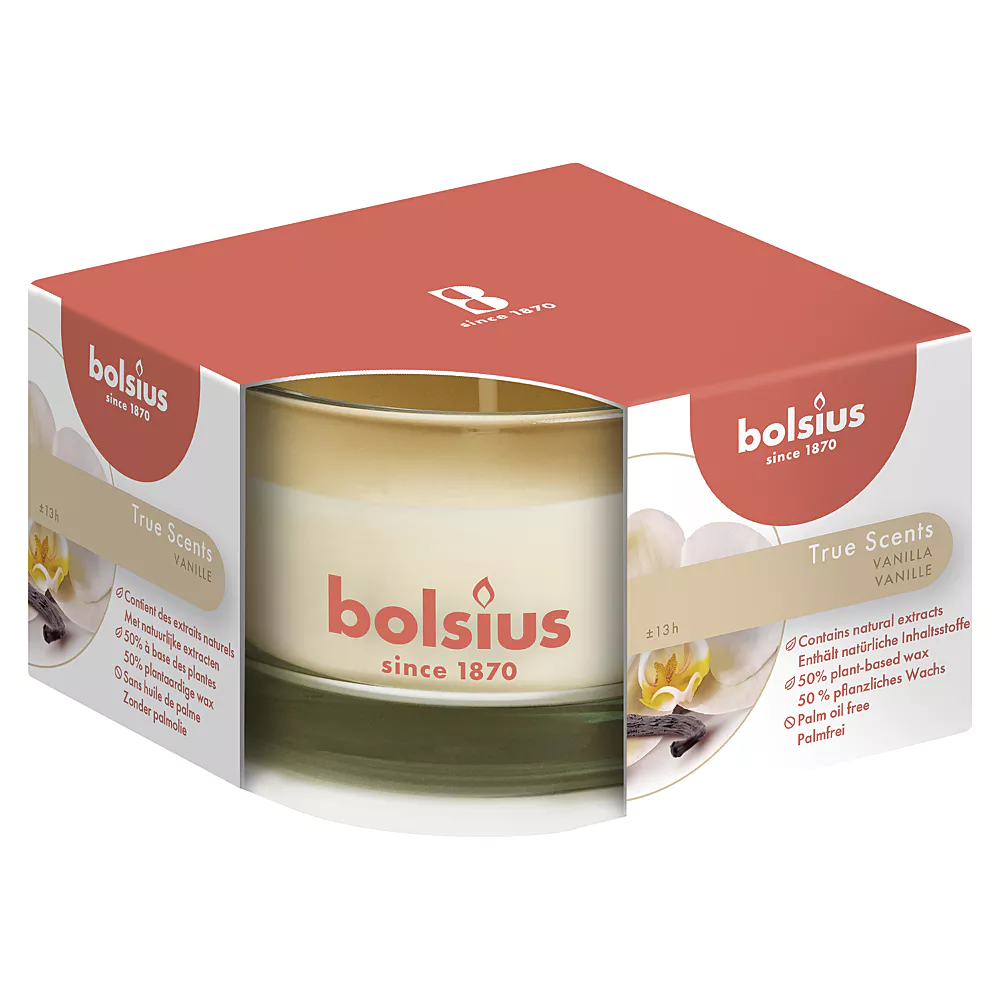 B
since 1870
bolsius
since 1870
±13h
True Scents
VANILLE
Contient des extraits naturels
Met natuurlijke extracten
50% à base des plantes
50% plantaardige wax
Sans huile de palme
Zonder palmolie
bolsius
since 1870
bolsius
since 1870
True Scents
VANILLA
VANILLE
±13h
Contains natural extracts
Enthält natürliche Inhaltsstoffe
50% plant-based wax
50 % pflanzliches Wachs
Palm oil free
Palmfrei